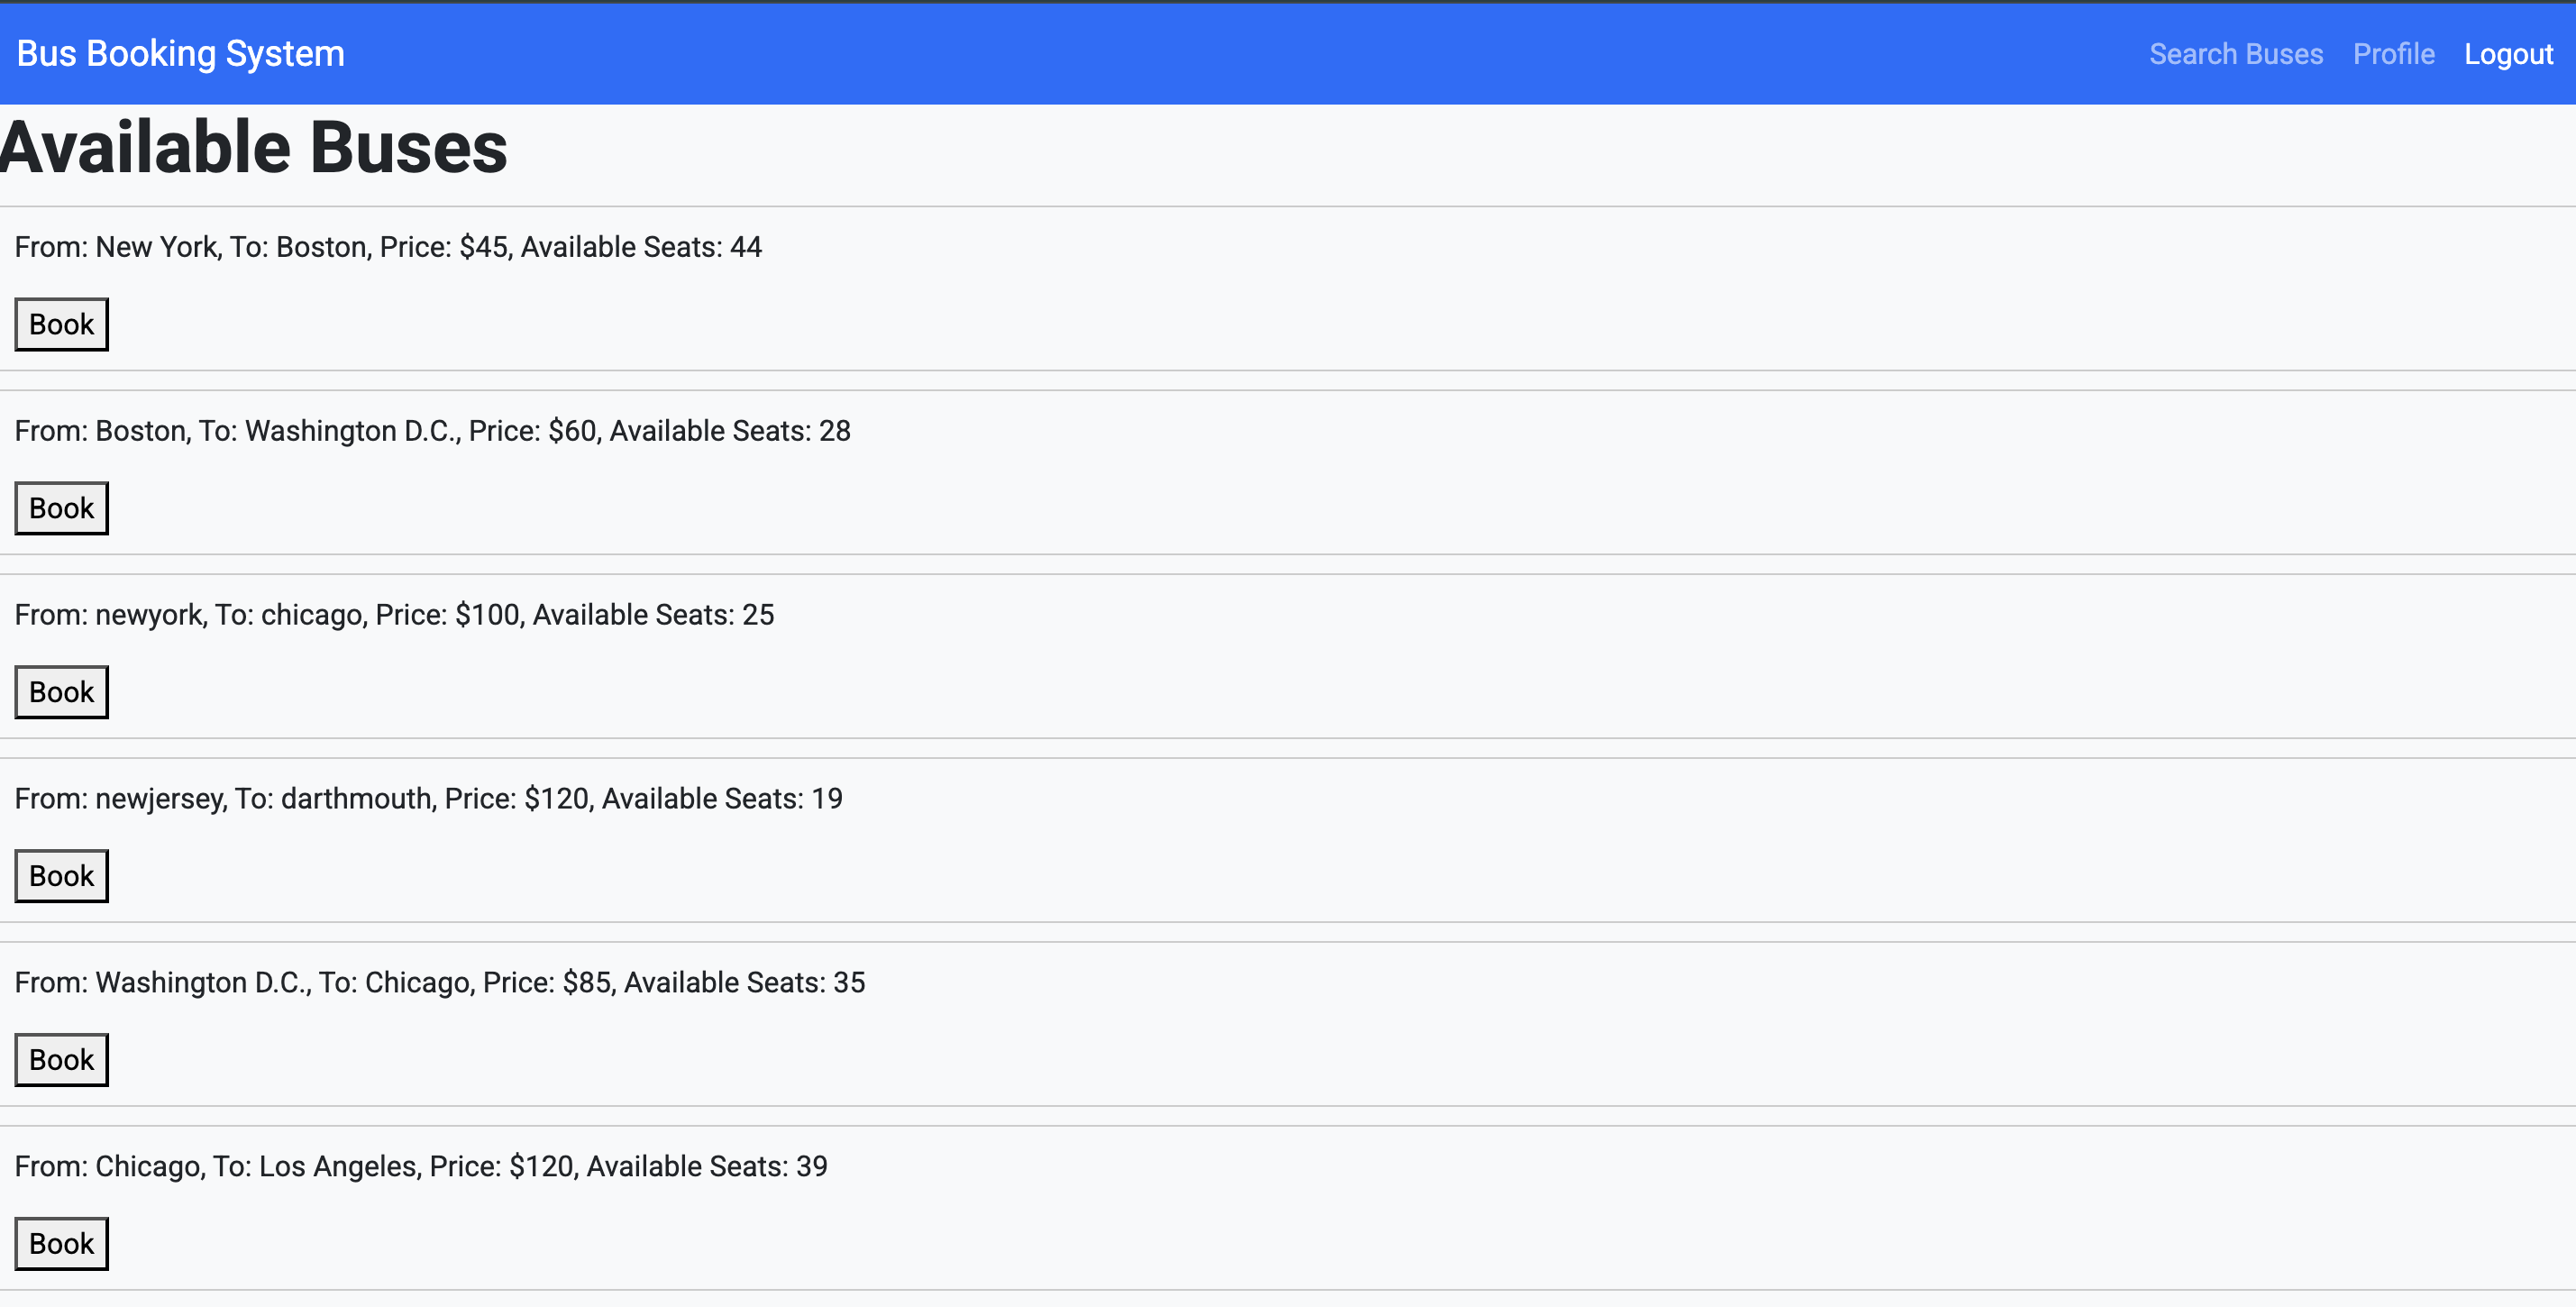 Bus Booking System
Search Buses Profile Logout
Available Buses
From: New York, To: Boston, Price: $45, Available Seats: 44
Book
From: Boston, To: Washington D.C., Price: $60, Available Seats: 28
Book
From: newyork, To: chicago, Price: $100, Available Seats: 25
Book
From: newjersey, To: darthmouth, Price: $120, Available Seats: 19
Book
From: Washington D.C., To: Chicago, Price: $85, Available Seats: 35
Book
From: Chicago, To: Los Angeles, Price: $120, Available Seats: 39
Book